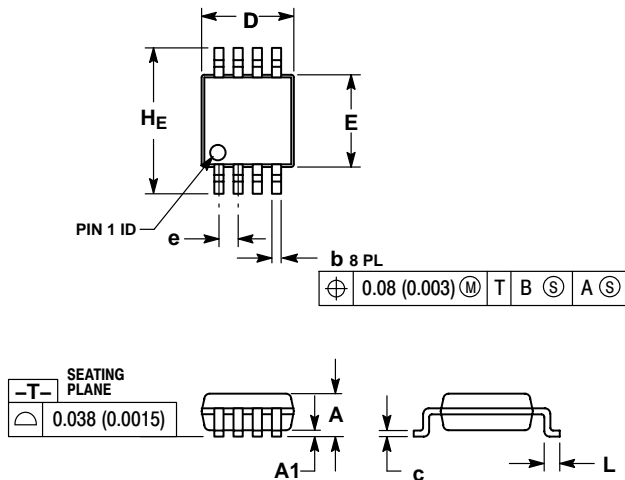 D
HE
E
PIN 1 ID
e
b 8 PL
⌖ 0.08 (0.003) Ⓜ T B Ⓢ A Ⓢ
–T– SEATING
PLANE
⌓ 0.038 (0.0015)
A
A1
c
L